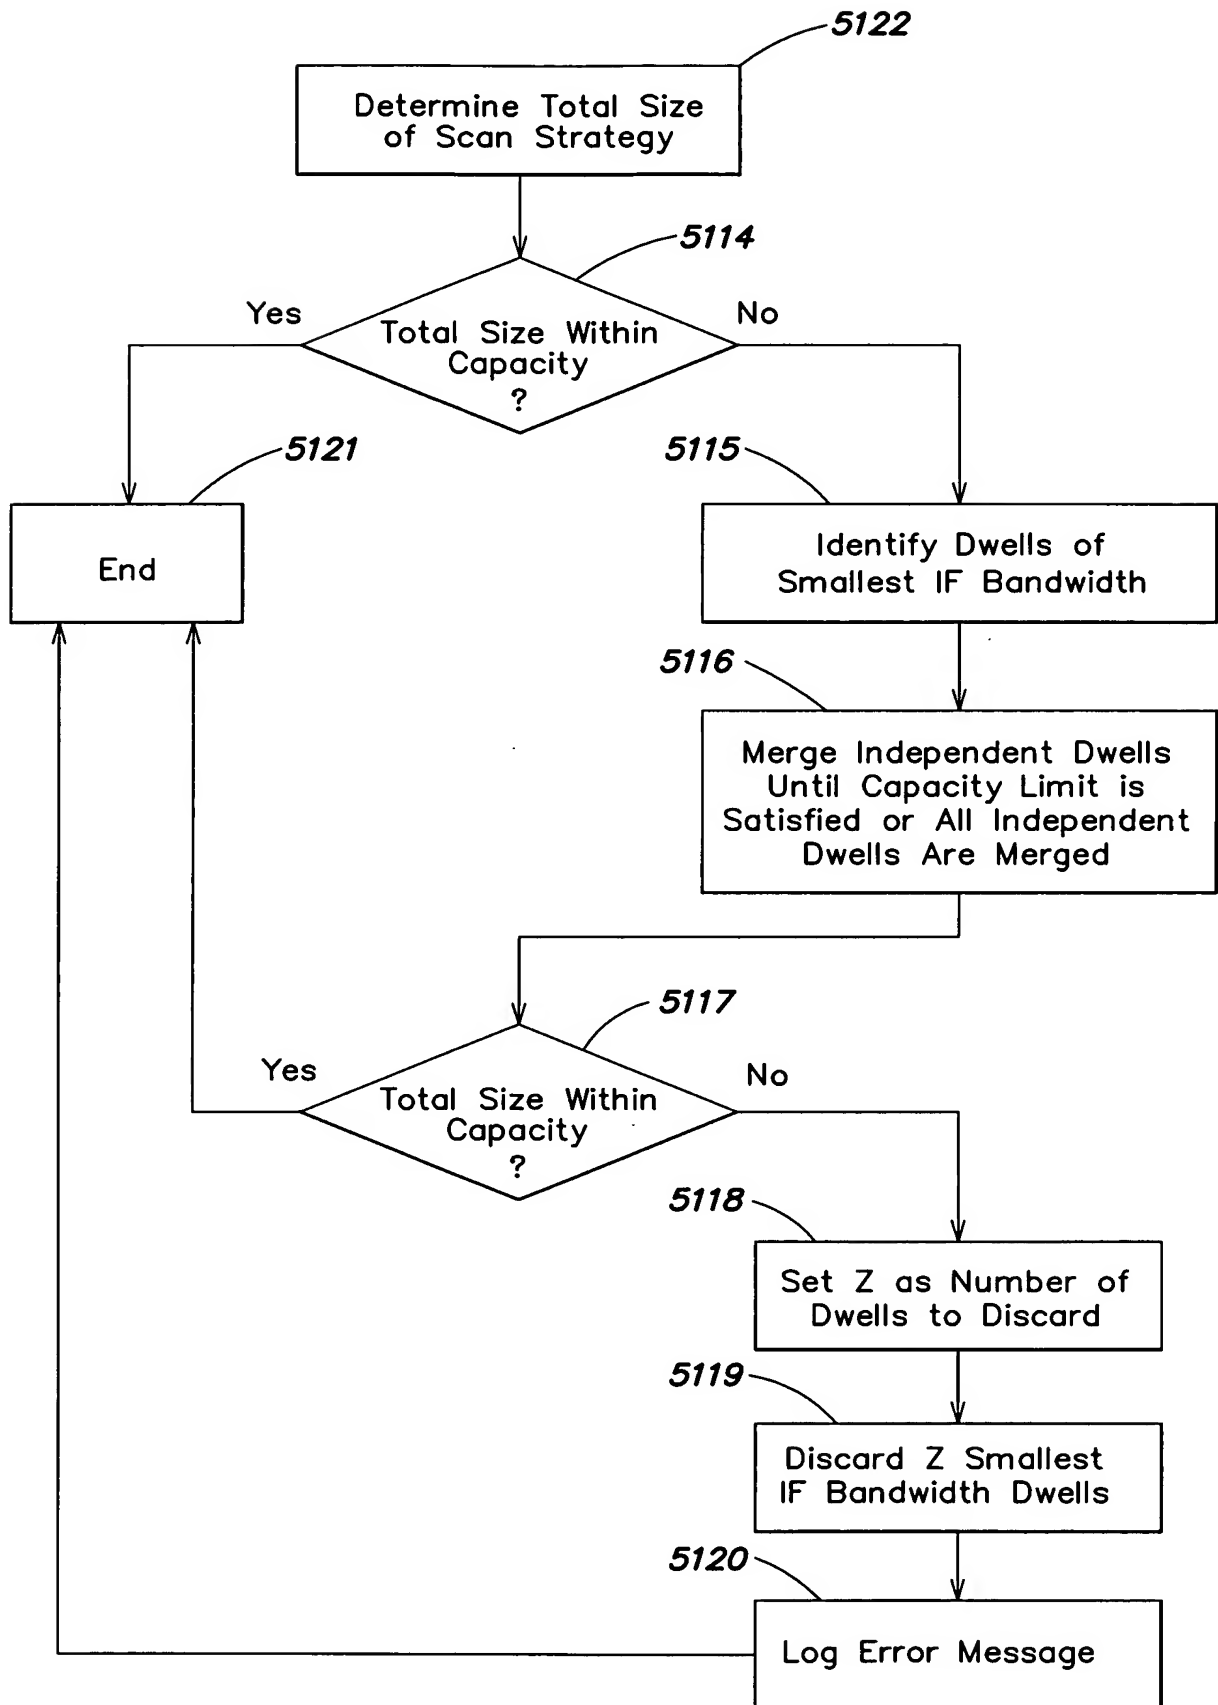 5122
Determine Total Size
of Scan Strategy
5114
Yes
No
Total Size Within
Capacity
?
5121
5115
End
Identify Dwells of
Smallest IF Bandwidth
5116
Merge Independent Dwells
Until Capacity Limit is
Satisfied or All Independent
Dwells Are Merged
5117
Yes
No
Total Size Within
Capacity
?
5118
Set Z as Number of
Dwells to Discard
5119
Discard Z Smallest
IF Bandwidth Dwells
5120
Log Error Message